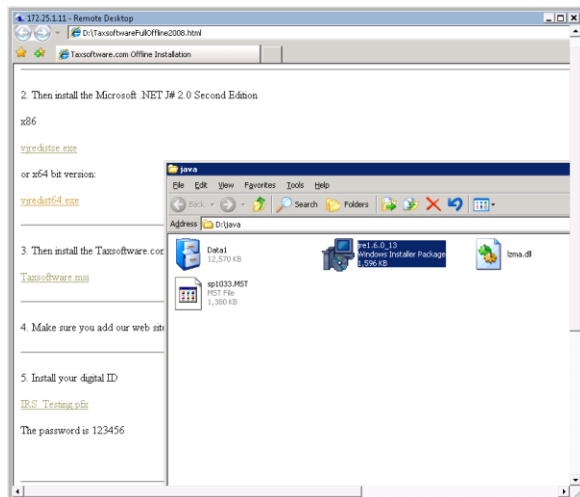 172.25.1.11 - Remote Desktop
D:\TaxsoftwareFullOffline2008.html
Taxsoftware.com Offline Installation
2. Then install the Microsoft .NET J# 2.0 Second Edition
x86
vjredistse.exe
or x64 bit version:
vjredist64.exe
3. Then install the Taxsoftware.cor
Taxsoftware.msi
4. Make sure you add our web site
5. Install your digital ID
IRS_Testing.pfx
The password is 123456
java
File Edit View Favorites Tools Help
Back Search Folders
Address D:\java
Data1
12,570 KB
jre1.6.0_13
Windows Installer Package
1,596 KB
lzma.dll
sp1033.MST
MST File
1,380 KB